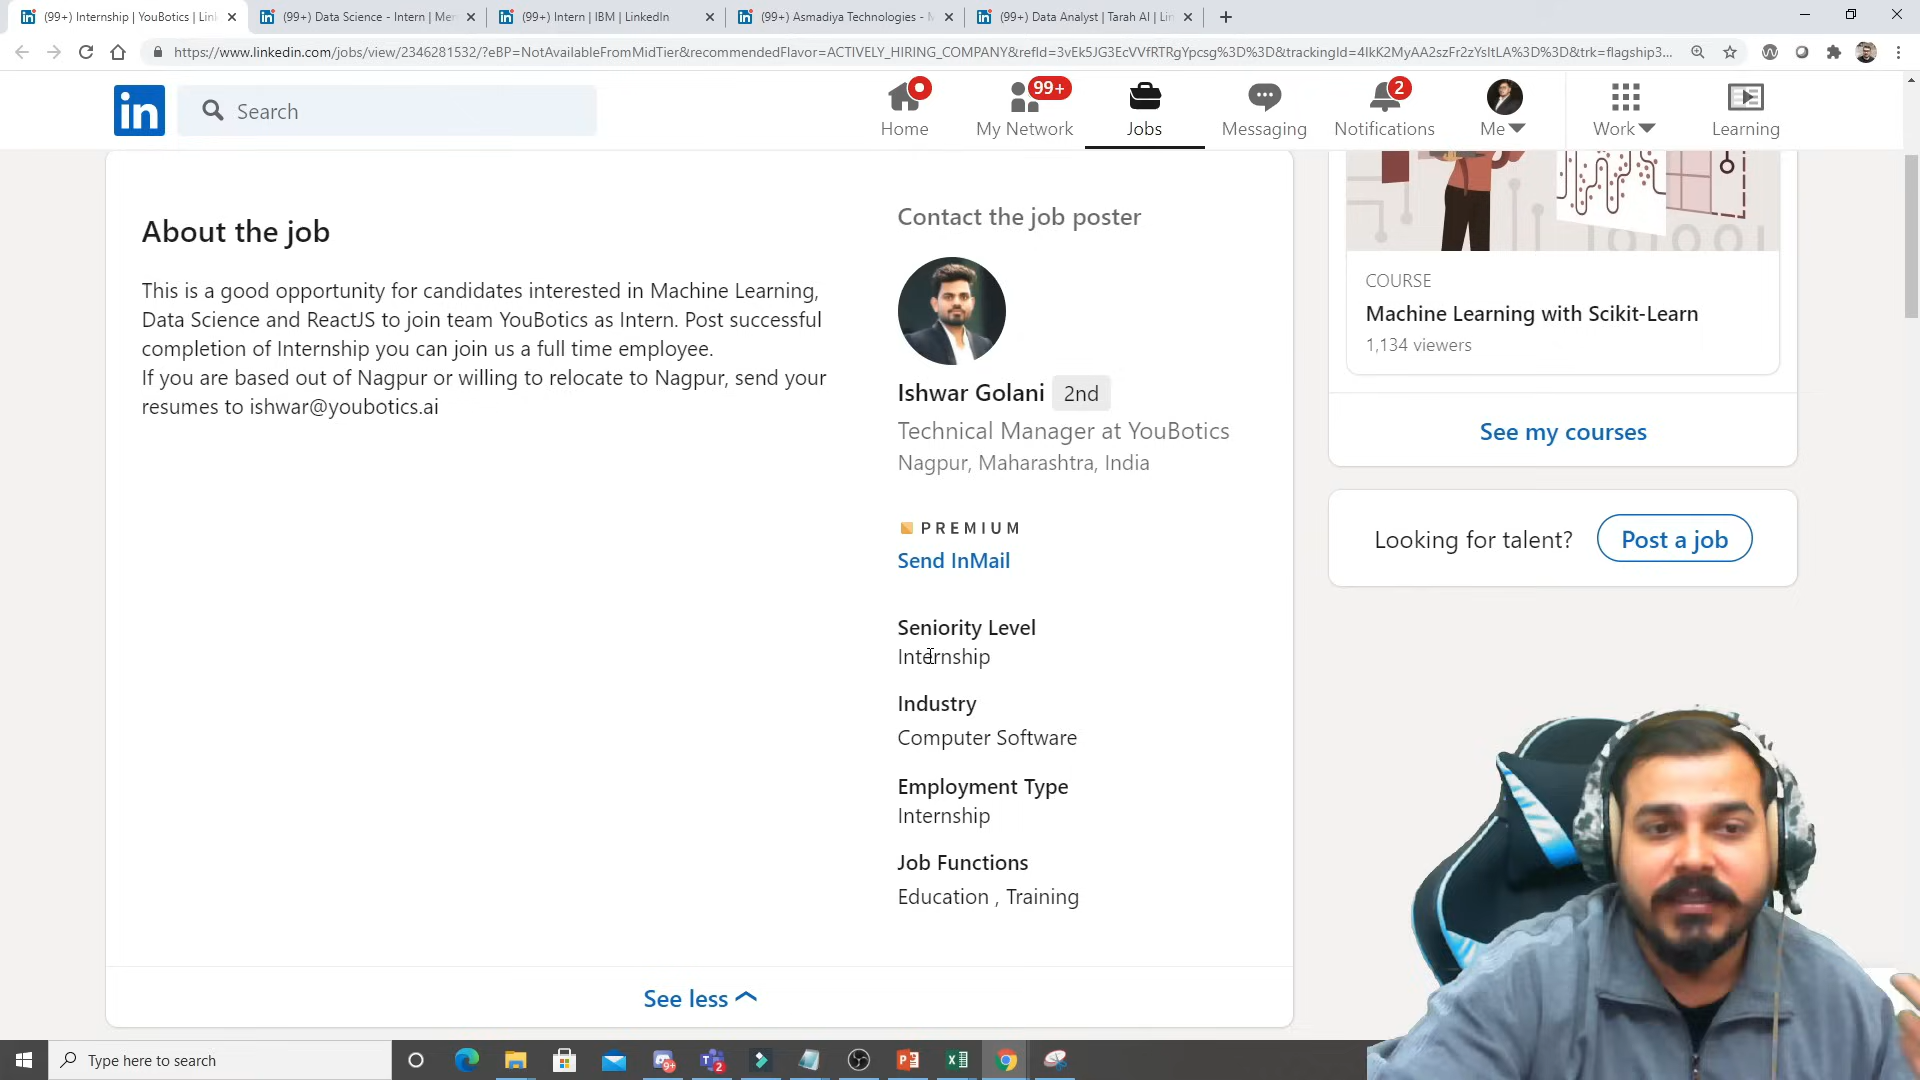 (99+) Internship | YouBotics | Lin
(99+) Data Science - Intern | Mer
(99+) Intern | IBM | LinkedIn
(99+) Asmadiya Technologies -
(99+) Data Analyst | Tarah AI | Lin
https://www.linkedin.com/jobs/view/2346281532/?eBP=NotAvailableFromMidTier&recommendedFlavor=ACTIVELY_HIRING_COMPANY&refId=3vEk5JG3EcVVfRTRgYpcsg%3D%3D&trackingId=4IkK2MyAA2szFr2zYsltLA%3D%3D&trk=flagship3...
in
Search
Home
99+
My Network
Jobs
Messaging
2
Notifications
Me
Work
Learning
About the job
This is a good opportunity for candidates interested in Machine Learning,
Data Science and ReactJS to join team YouBotics as Intern. Post successful
completion of Internship you can join us a full time employee.
If you are based out of Nagpur or willing to relocate to Nagpur, send your
resumes to ishwar@youbotics.ai
Contact the job poster
Ishwar Golani 2nd
Technical Manager at YouBotics
Nagpur, Maharashtra, India
PREMIUM
Send InMail
Seniority Level
Internship
Industry
Computer Software
Employment Type
Internship
Job Functions
Education , Training
See less
COURSE
Machine Learning with Scikit-Learn
1,134 viewers
See my courses
Looking for talent?
Post a job
Type here to search